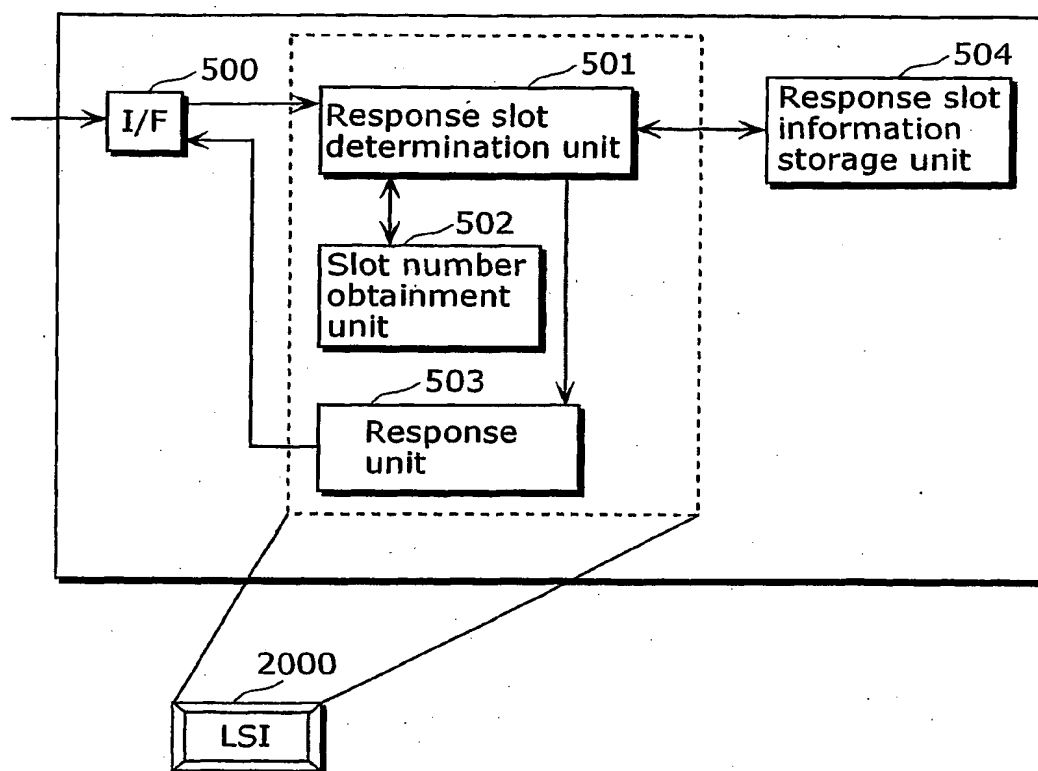 500
I/F
501
Response slot
determination unit
504
Response slot
information
storage unit
502
Slot number
obtainment
unit
503
Response
unit
2000
LSI